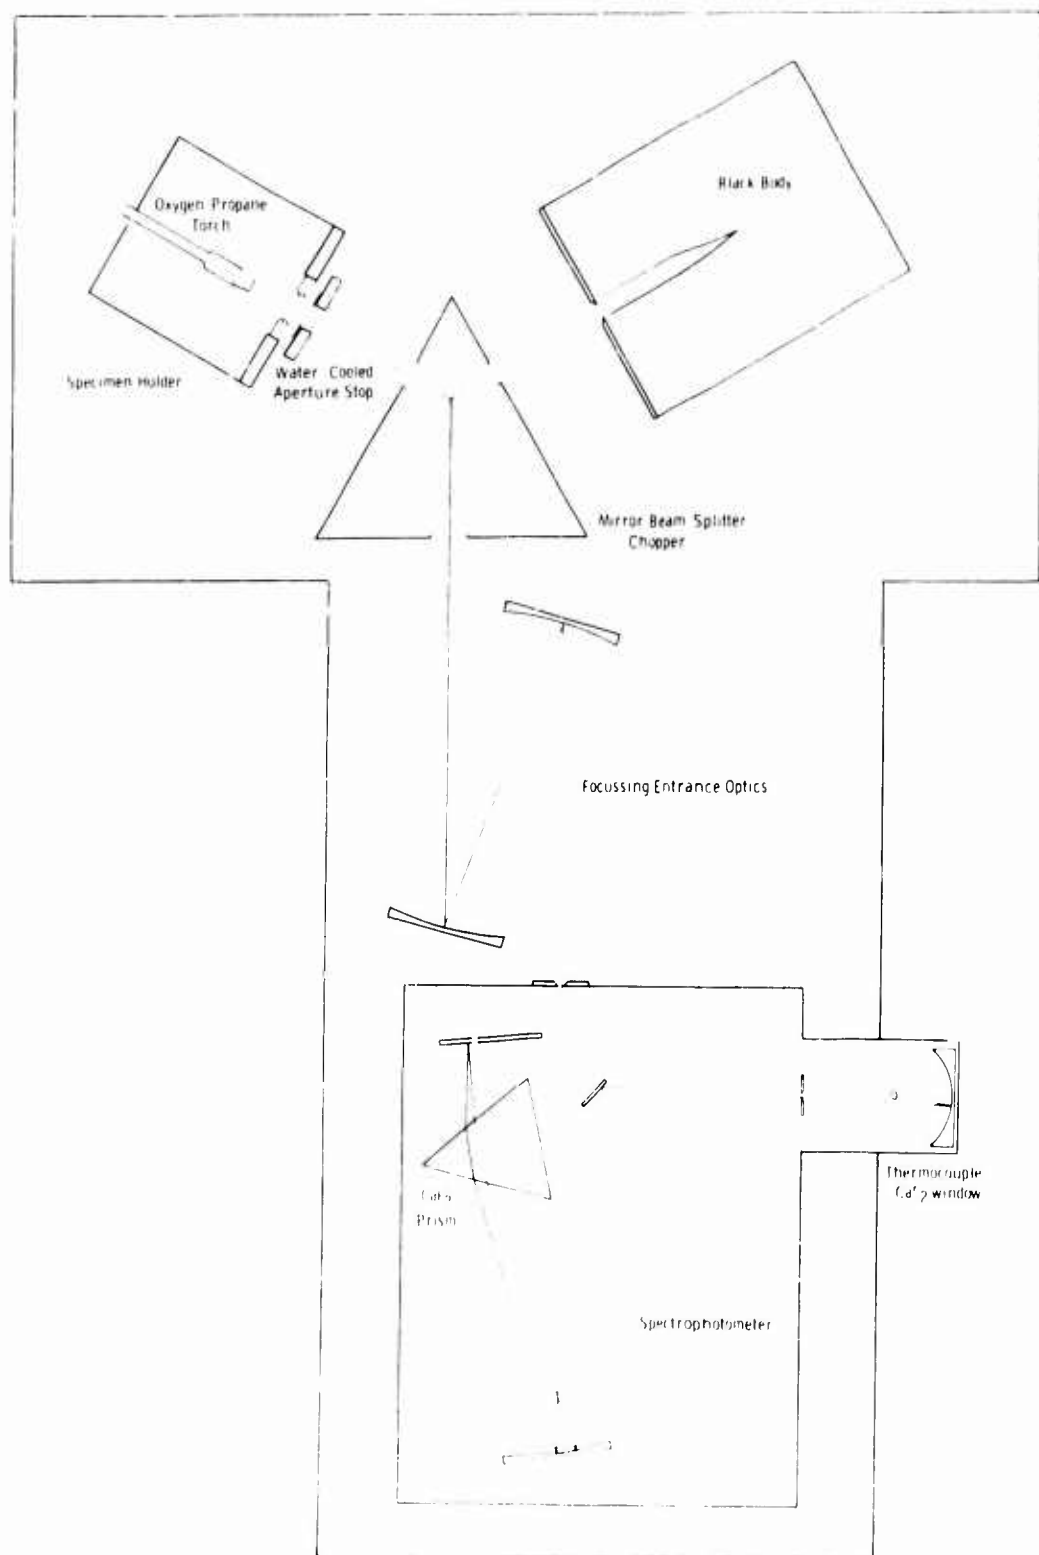 Black Body
Oxygen Propane
Torch
Specimen Holder
Water Cooled
Aperture Stop
Mirror Beam Splitter
Chopper
Focussing Entrance Optics
Thermocouple
CaF2 window
Prism
Spectrophotometer